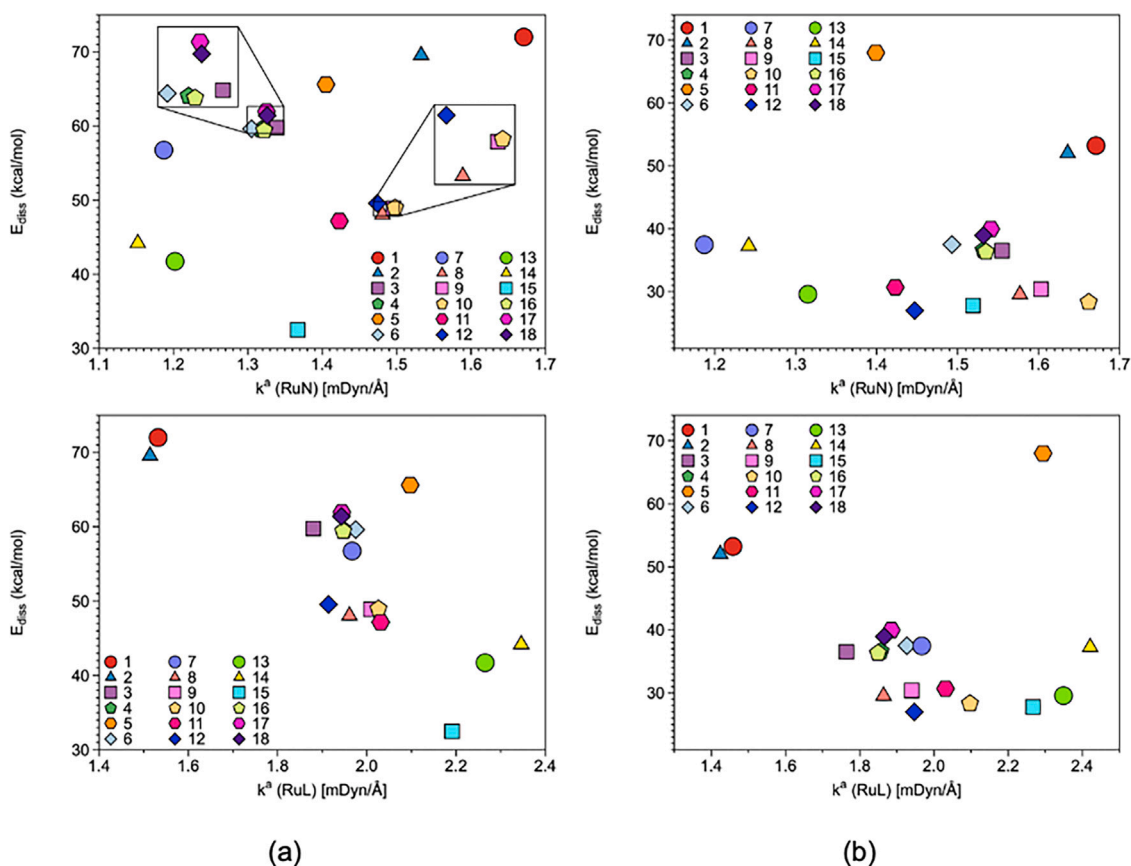 70
60
50
40
30
E_diss (kcal/mol)
1 7 13
2 8 14
3 9 15
4 10 16
5 11 17
6 12 18
1.1 1.2 1.3 1.4 1.5 1.6 1.7
kᵃ (RuN) [mDyn/Å]
70
60
50
40
30
E_diss (kcal/mol)
1 7 13
2 8 14
3 9 15
4 10 16
5 11 17
6 12 18
1.2 1.3 1.4 1.5 1.6 1.7
kᵃ (RuN) [mDyn/Å]
70
60
50
40
30
E_diss (kcal/mol)
1 7 13
2 8 14
3 9 15
4 10 16
5 11 17
6 12 18
1.4 1.6 1.8 2.0 2.2 2.4
kᵃ (RuL) [mDyn/Å]
70
60
50
40
30
E_diss (kcal/mol)
1 7 13
2 8 14
3 9 15
4 10 16
5 11 17
6 12 18
1.4 1.6 1.8 2.0 2.2 2.4
kᵃ (RuL) [mDyn/Å]
(a) (b)